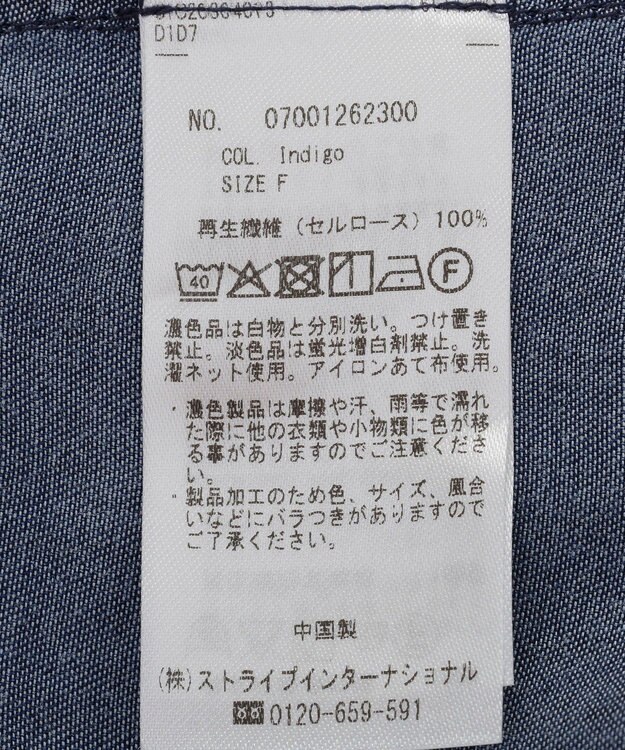 D1D7
NO. 07001262300
COL. Indigo
SIZE F
再生繊維 (セルロース) 100%
40 F
濃色品は白物と分別洗い。つけ置き
禁止。淡色品は蛍光増白剤禁止。洗
濯ネット使用。アイロンあて布使用。
・濃色製品は摩擦や汗、雨等で濡れ
た際に他の衣類や小物類に色が移
る事がありますのでご注意くださ
い。
・製品加工のため色、サイズ、風合
いなどにバラつきがありますので
ご了承ください。
中国製
(株)ストライプインターナショナル
0120-659-591